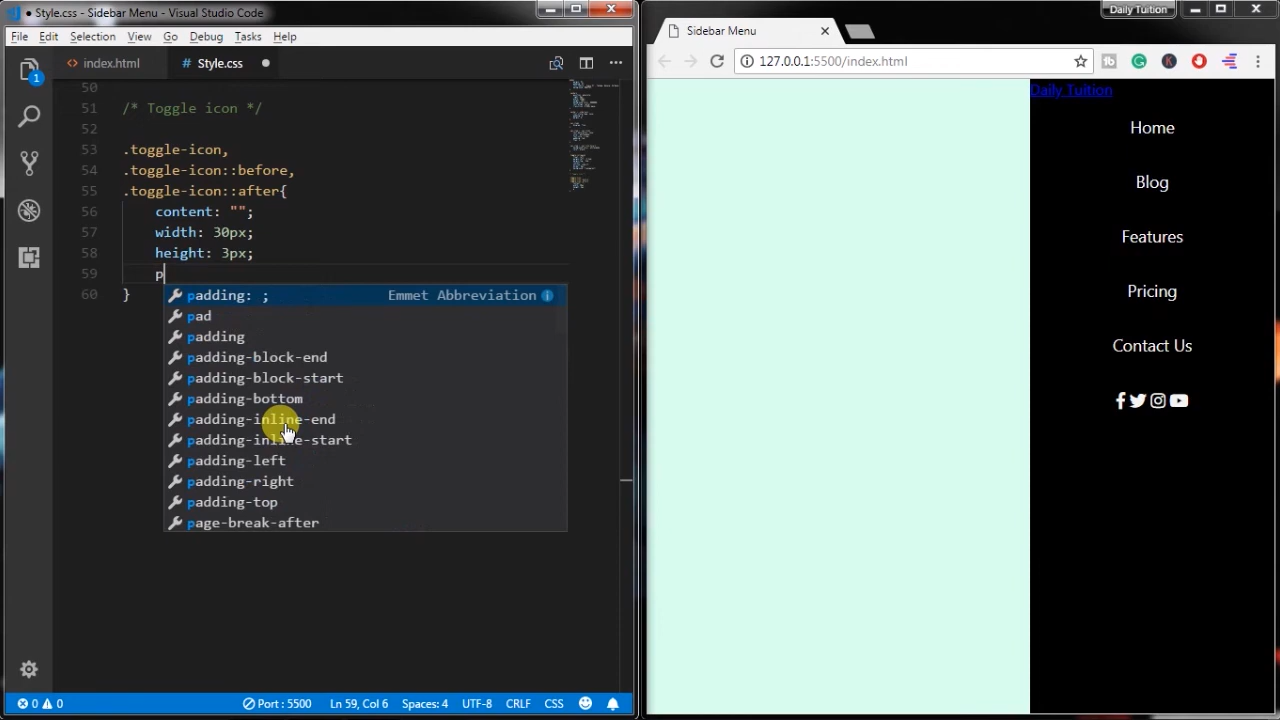 ● Style.css - Sidebar Menu - Visual Studio Code
File Edit Selection View Go Debug Tasks Help
<> index.html # Style.css ●
1
50
51 /* Toggle icon */
52
53 .toggle-icon,
54 .toggle-icon::before,
55 .toggle-icon::after{
56 content: "";
57 width: 30px;
58 height: 3px;
59 p
60 }
padding: ; Emmet Abbreviation
pad
padding
padding-block-end
padding-block-start
padding-bottom
padding-inline-end
padding-inline-start
padding-left
padding-right
padding-top
page-break-after
0 0 Port : 5500 Ln 59, Col 6 Spaces: 4 UTF-8 CRLF CSS
Daily Tuition
Sidebar Menu
127.0.0.1:5500/index.html
Daily Tuition
Home
Blog
Features
Pricing
Contact Us